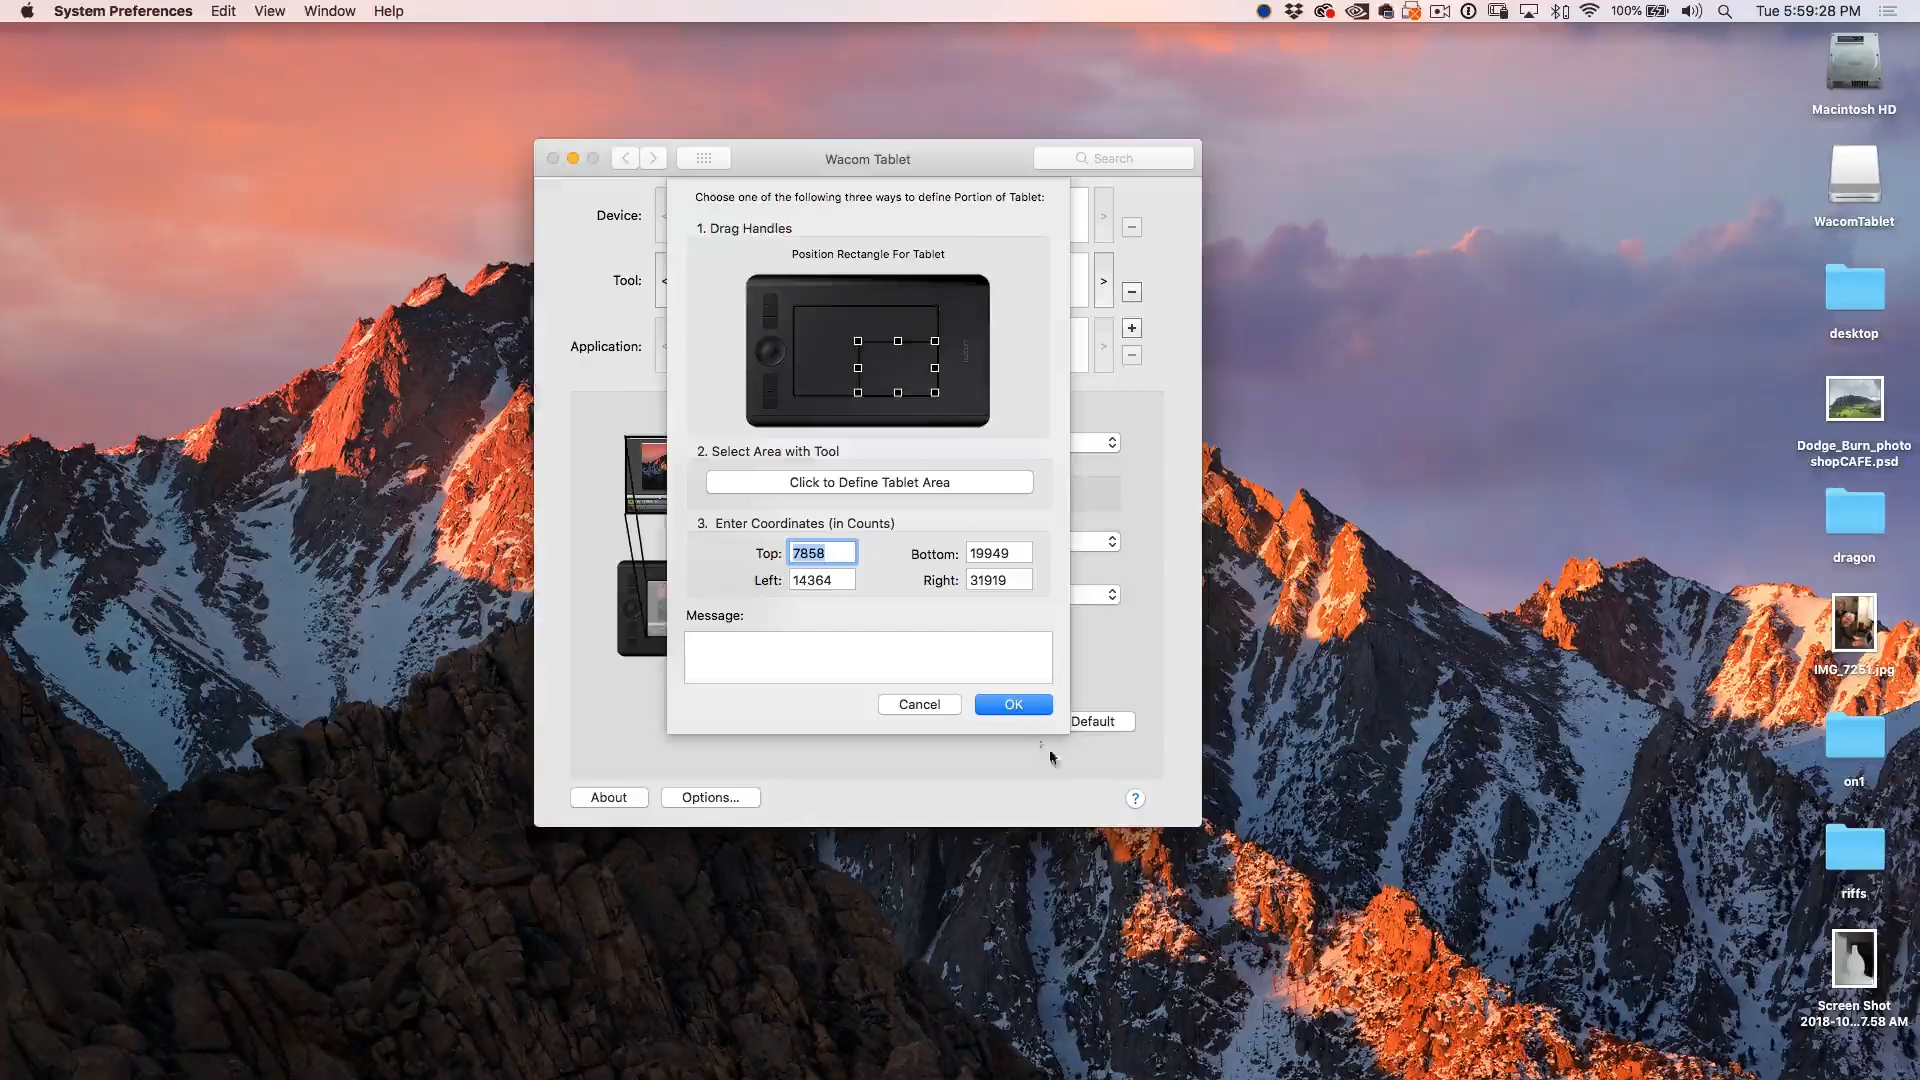 System Preferences Edit View Window Help 100% Tue 5:59:28 PM
Macintosh HD
WacomTablet
desktop
Dodge_Burn_photo
shopCAFE.psd
dragon
IMG_7251.jpg
on1
riffs
Screen Shot
2018-10...7.58 AM
Wacom Tablet
Search
Device:
Tool:
Application:
Choose one of the following three ways to define Portion of Tablet:
1. Drag Handles
Position Rectangle For Tablet
wacom
2. Select Area with Tool
Click to Define Tablet Area
3. Enter Coordinates (in Counts)
Top: 7858 Bottom: 19949
Left: 14364 Right: 31919
Message:
Cancel OK
Default
About Options... ?